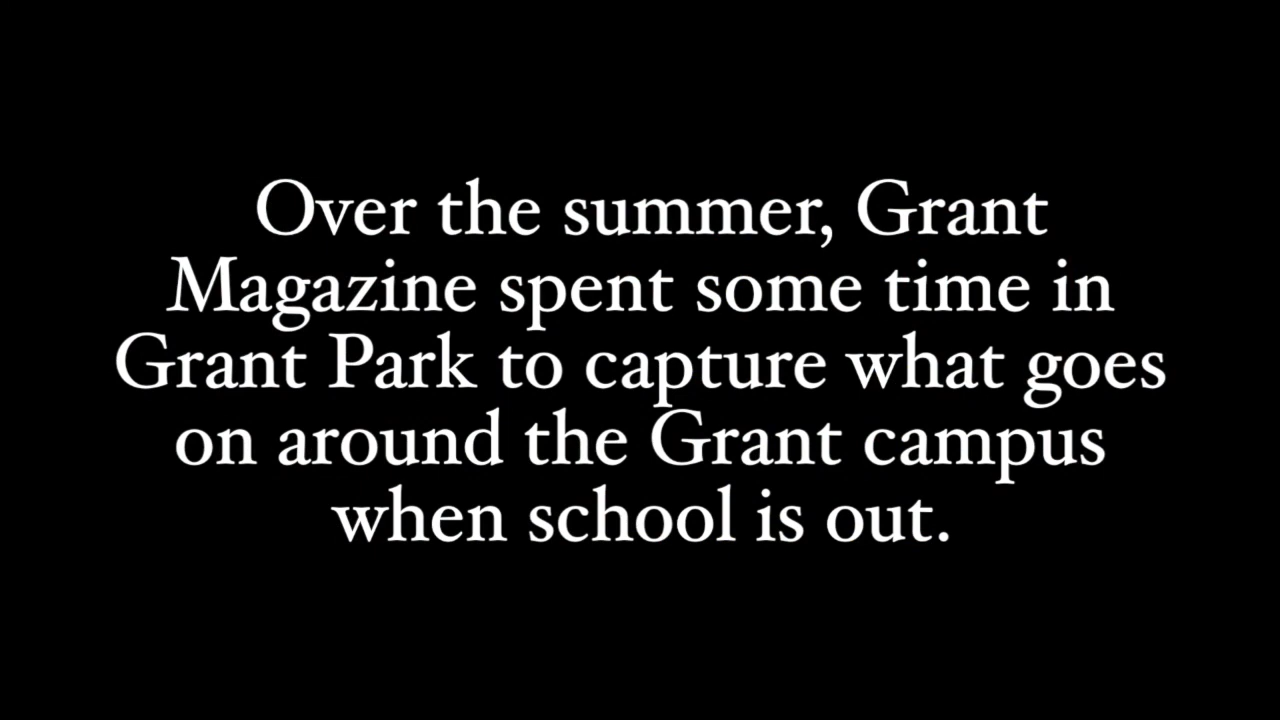 Over the summer, Grant
Magazine spent some time in
Grant Park to capture what goes
on around the Grant campus
when school is out.